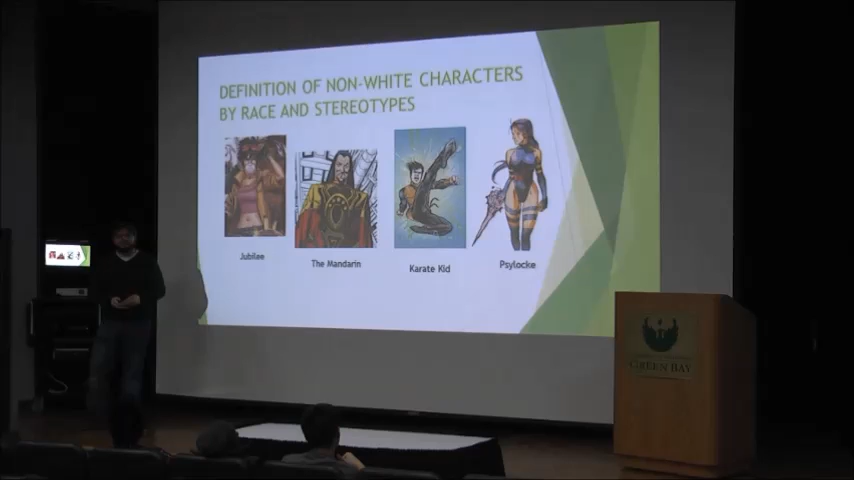 DEFINITION OF NON-WHITE CHARACTERS
BY RACE AND STEREOTYPES
Jubilee
The Mandarin
Karate Kid
Psylocke
GREEN BAY